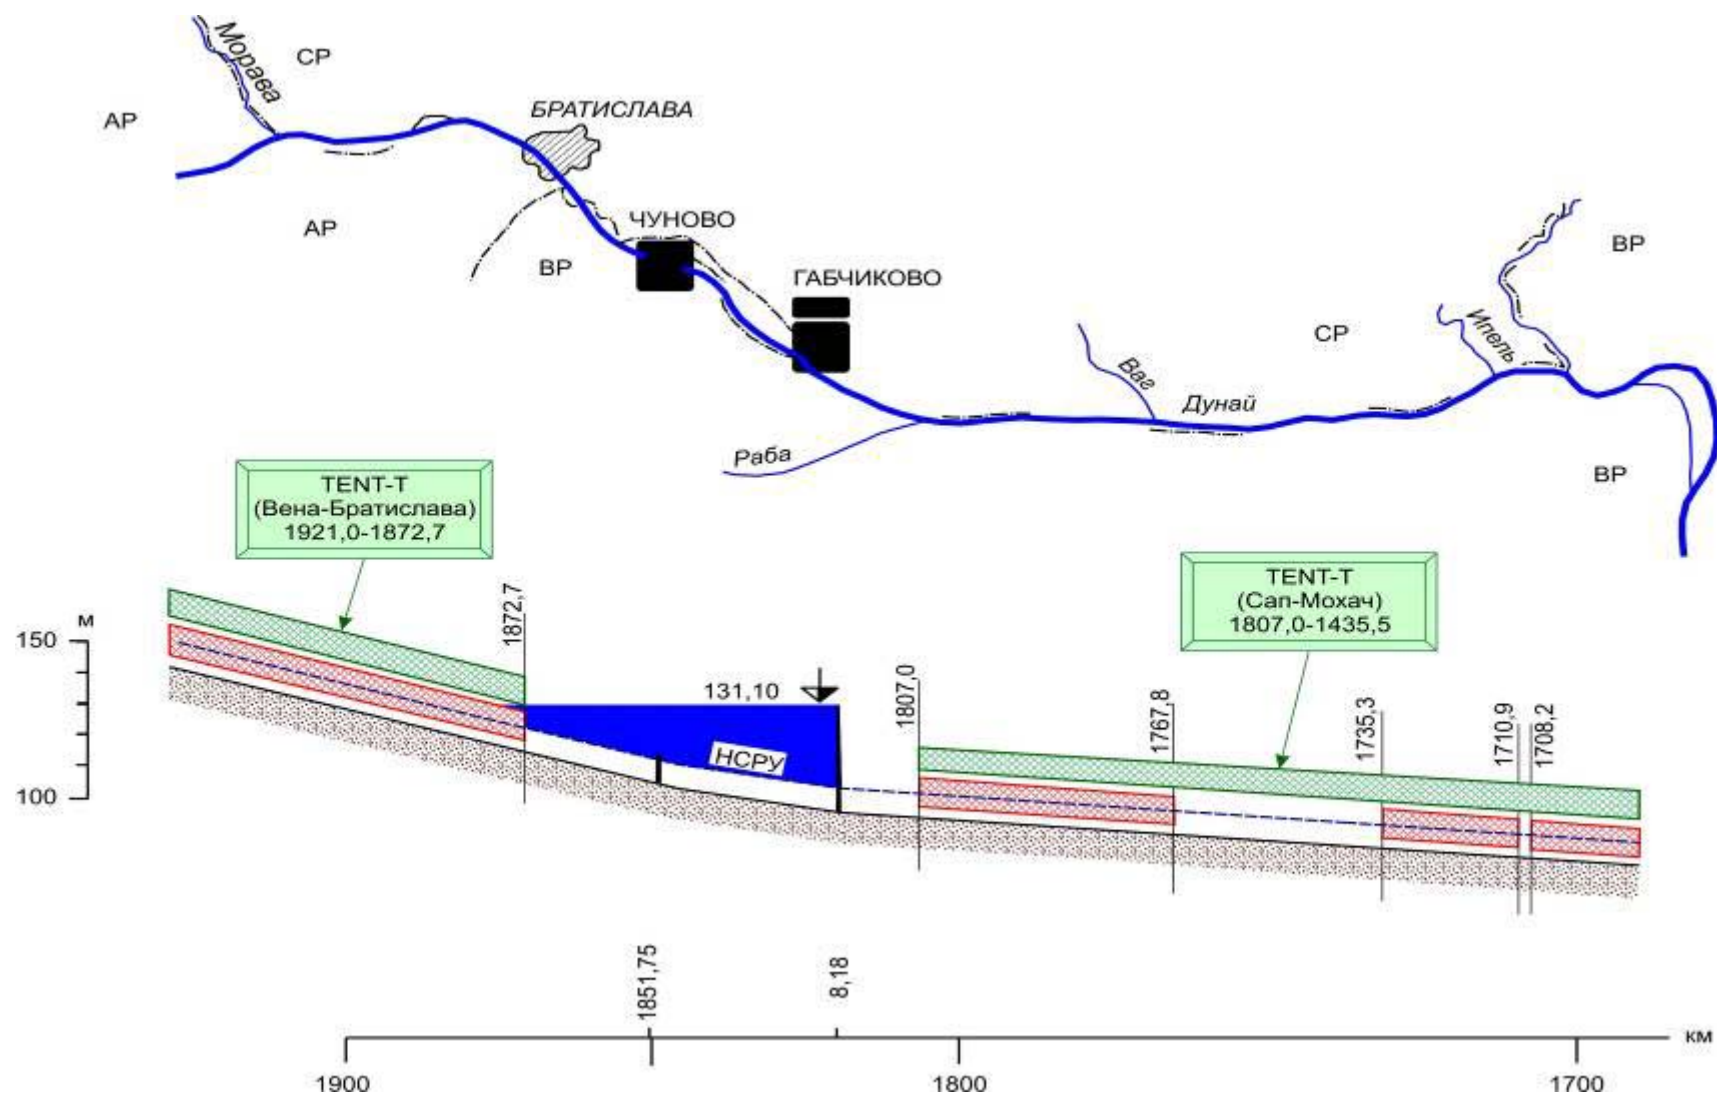 Морава
СР
АР
БРАТИСЛАВА
АР
ЧУНОВО
ВР
ГАБЧИКОВО
ВР
СР
Ипель
Ваг
Дунай
Раба
ВР
TENT-T
(Вена-Братислава)
1921,0-1872,7
TENT-T
(Сап-Мохач)
1807,0-1435,5
м
150
100
1872,7
131,10
НСРУ
1807,0
1767,8
1735,3
1710,9
1708,2
1851,75
8,18
км
1900
1800
1700